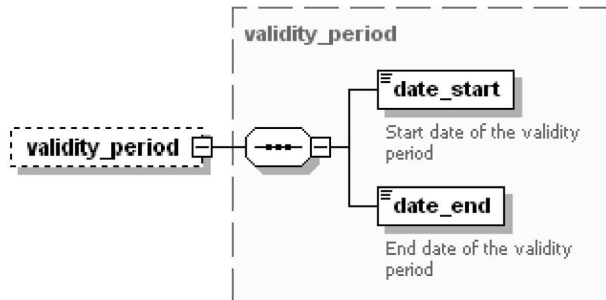 validity_period
validity_period
date_start
Start date of the validity
period
date_end
End date of the validity
period